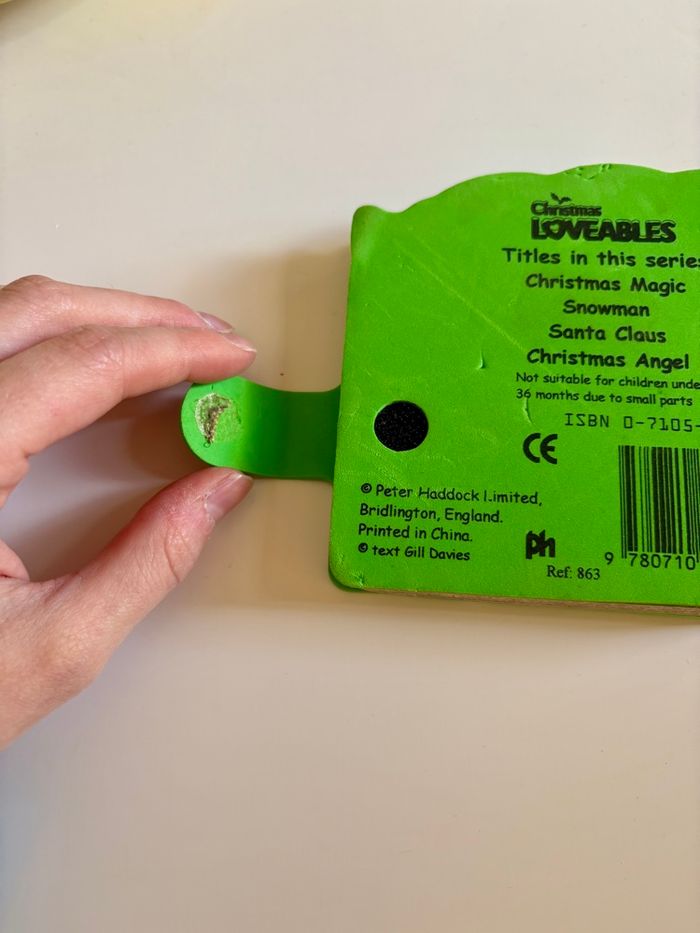 Christmas
LOVEABLES
Titles in this series
Christmas Magic
Snowman
Santa Claus
Christmas Angel
Not suitable for children unde
36 months due to small parts
ISBN 0-7105-
CE
© Peter Haddock Limited,
Bridlington, England.
Printed in China.
© text Gill Davies
ph
Ref: 863
9 780710